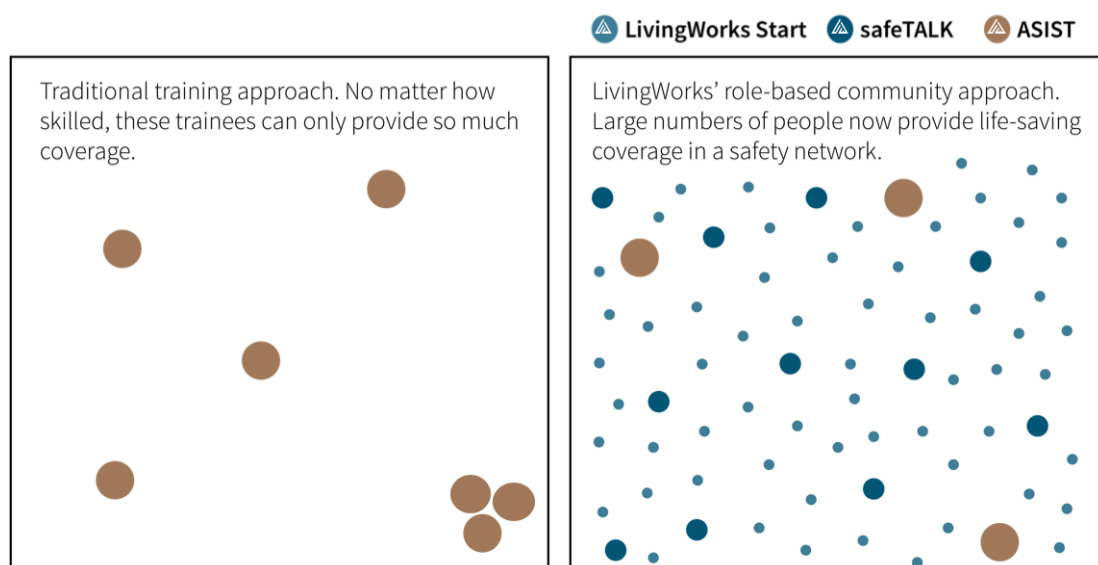 LivingWorks Start safeTALK ASIST
Traditional training approach. No matter how
skilled, these trainees can only provide so much
coverage.
LivingWorks’ role-based community approach.
Large numbers of people now provide life-saving
coverage in a safety network.